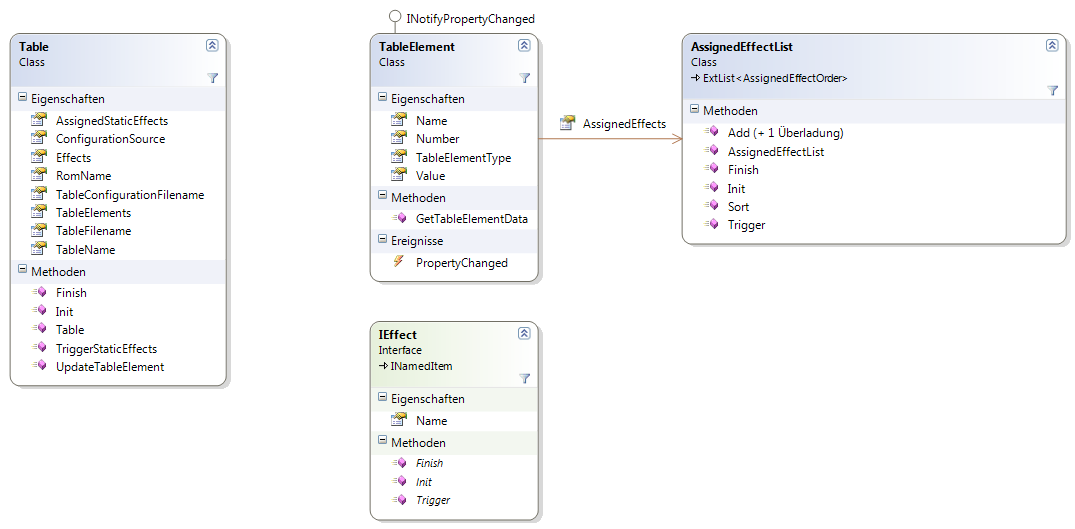 Table
Class
Eigenschaften
AssignedStaticEffects
ConfigurationSource
Effects
RomName
TableConfigurationFilename
TableElements
TableFilename
TableName
Methoden
Finish
Init
Table
TriggerStaticEffects
UpdateTableElement
INotifyPropertyChanged
TableElement
Class
Eigenschaften
Name
Number
TableElementType
Value
Methoden
GetTableElementData
Ereignisse
PropertyChanged
AssignedEffects
AssignedEffectList
Class
ExtList<AssignedEffectOrder>
Methoden
Add (+ 1 Überladung)
AssignedEffectList
Finish
Init
Sort
Trigger
IEffect
Interface
INamedItem
Eigenschaften
Name
Methoden
Finish
Init
Trigger